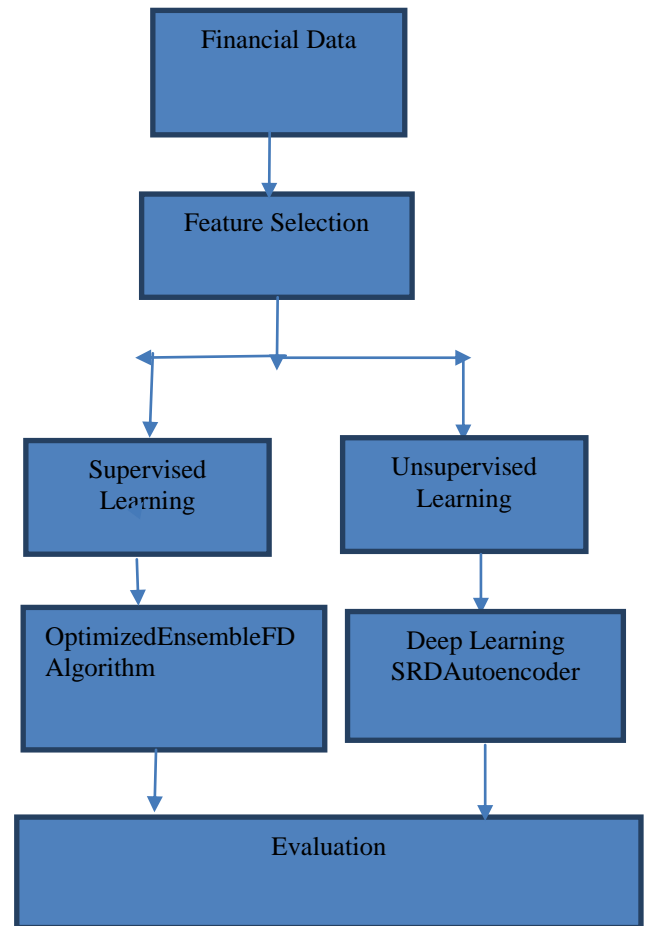 Financial Data
Feature Selection
Supervised
Learning
Unsupervised
Learning
OptimizedEnsembleFD
Algorithm
Deep Learning
SRDAutoencoder
Evaluation